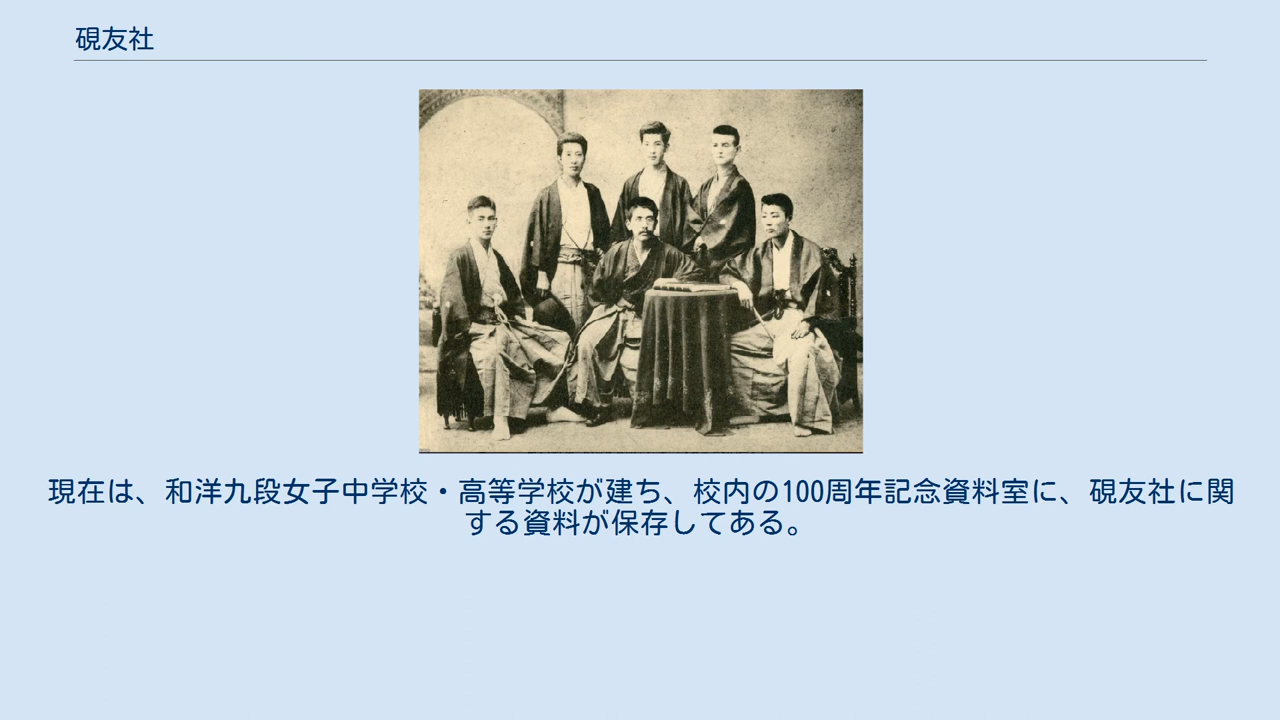 硯友社
現在は、和洋九段女子中学校・高等学校が建ち、校内の100周年記念資料室に、硯友社に関
する資料が保存してある。